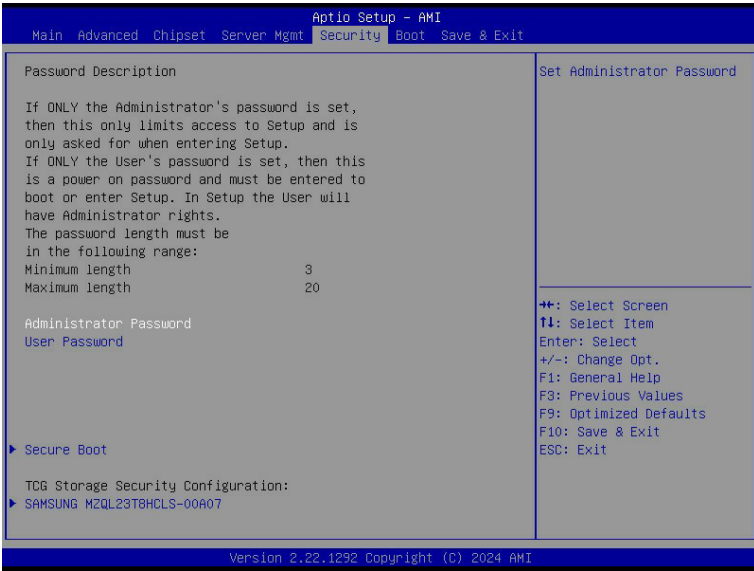 Aptio Setup - AMI
Main Advanced Chipset Server Mgmt Security Boot Save & Exit
Password Description
If ONLY the Administrator's password is set,
then this only limits access to Setup and is
only asked for when entering Setup.
If ONLY the User's password is set, then this
is a power on password and must be entered to
boot or enter Setup. In Setup the User will
have Administrator rights.
The password length must be
in the following range:
Minimum length 3
Maximum length 20
Administrator Password
User Password
Secure Boot
TCG Storage Security Configuration:
SAMSUNG MZQL23T8HCLS-00A07
Set Administrator Password
→←: Select Screen
↑↓: Select Item
Enter: Select
+/-: Change Opt.
F1: General Help
F3: Previous Values
F9: Optimized Defaults
F10: Save & Exit
ESC: Exit
Version 2.22.1292 Copyright (C) 2024 AMI